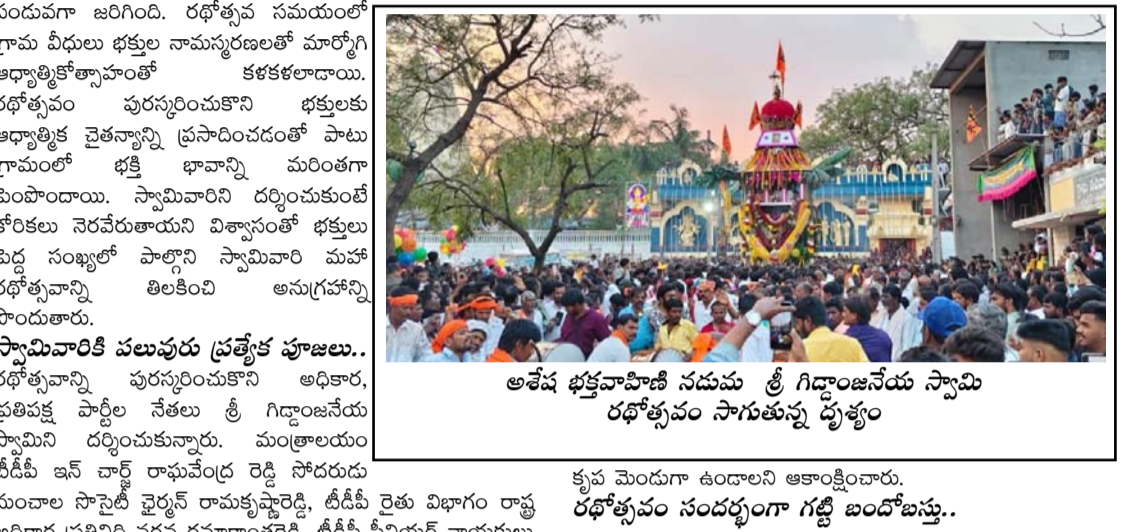 పండువగా జరిగింది. రథోత్సవ సమయంలో
గ్రామ వీధులు భక్తుల నామస్మరణలతో మార్మోగి
ఆధ్యాత్మికోత్సాహంతో కళకళలాడాయి.
రథోత్సవం పురస్కరించుకొని భక్తులకు
ఆధ్యాత్మిక చైతన్యాన్ని ప్రసాదించడంతో పాటు
గ్రామంలో భక్తి భావాన్ని మరింతగా
పెంపొందాయి. స్వామివారిని దర్శించుకుంటే
కోరికలు నెరవేరుతాయని విశ్వాసంతో భక్తులు
పెద్ద సంఖ్యలో పాల్గొని స్వామివారి మహా
రథోత్సవాన్ని తిలకించి అనుగ్రహాన్ని
పొందుతారు.
స్వామివారికి పలువురు ప్రత్యేక పూజలు..
రథోత్సవాన్ని పురస్కరించుకొని అధికార,
ప్రతిపక్ష పార్టీల నేతలు శ్రీ గిడ్డాంజనేయ
స్వామిని దర్శించుకున్నారు. మంత్రాలయం
టీడీపీ ఇన్ చార్జ్ రాఘవేంద్ర రెడ్డి సోదరుడు
మంచాల సొసైటీ ఛైర్మన్ రామకృష్ణారెడ్డి, టీడీపీ రైతు విభాగం రాష్ట్ర
అశేష భక్తవాహిణి నడుమ శ్రీ గిడ్డాంజనేయ స్వామి
రథోత్సవం సాగుతున్న దృశ్యం
కృప మెండుగా ఉండాలని ఆకాంక్షించారు.
రథోత్సవం సందర్భంగా గట్టి బందోబస్తు..